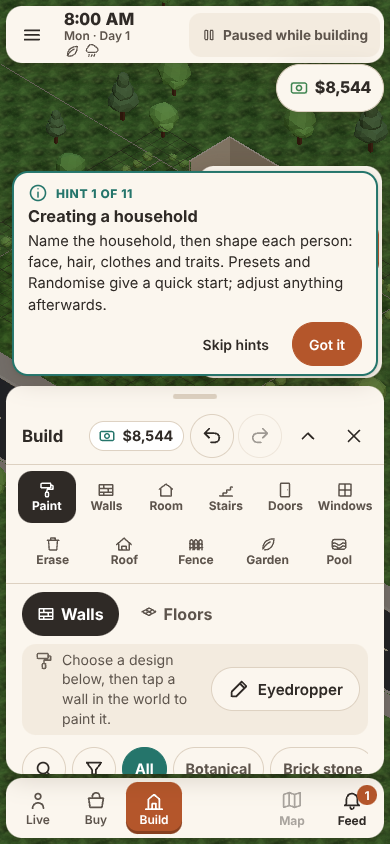 8:00 AM
Mon · Day 1
Paused while building
$8,544
HINT 1 OF 11
Creating a household
Name the household, then shape each person:
face, hair, clothes and traits. Presets and
Randomise give a quick start; adjust anything
afterwards.
Skip hints
Got it
Build
$8,544
Paint
Walls
Room
Stairs
Doors
Windows
Erase
Roof
Fence
Garden
Pool
Walls
Floors
Choose a design
below, then tap a
wall in the world to
paint it.
Eyedropper
All
Botanical
Brick stone
Live
Buy
Build
Map
Feed
1